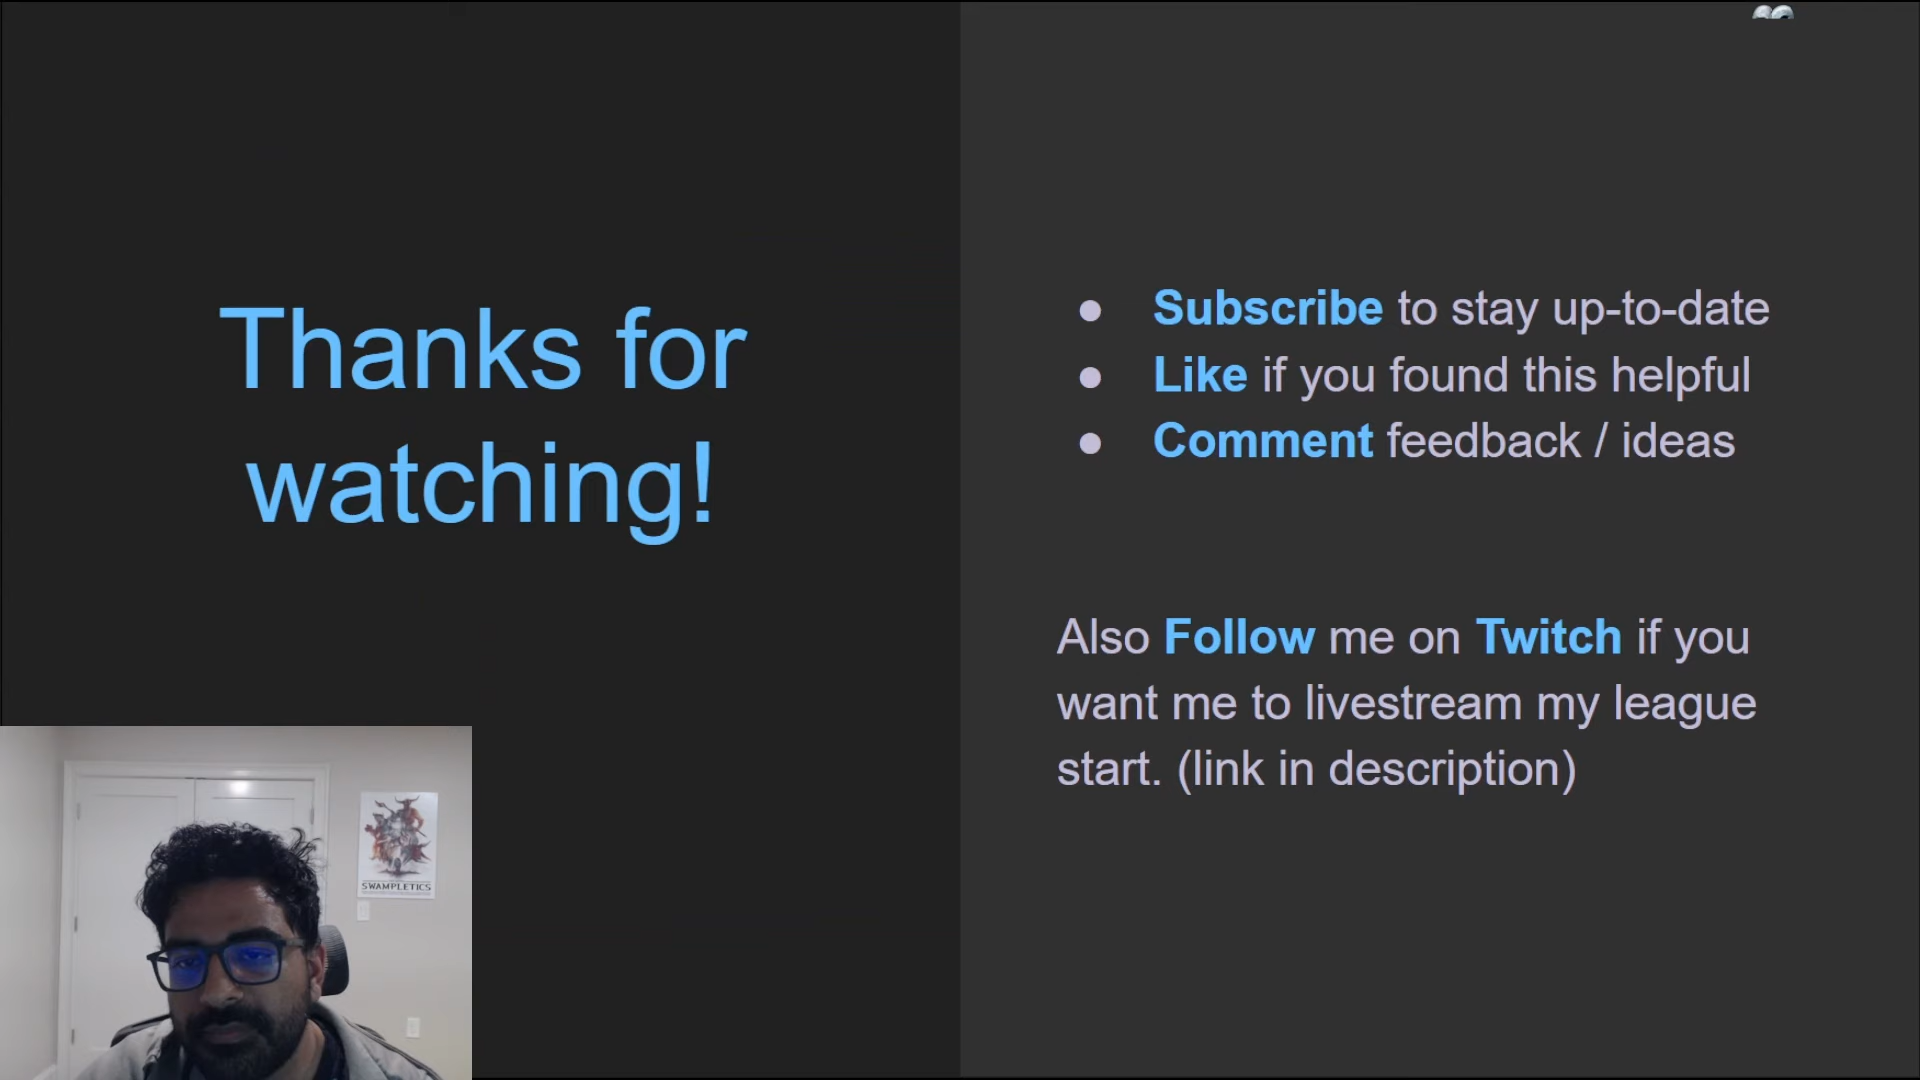 Thanks for
watching!
● Subscribe to stay up-to-date
● Like if you found this helpful
● Comment feedback / ideas
Also Follow me on Twitch if you
want me to livestream my league
start. (link in description)
SWAMPLETICS